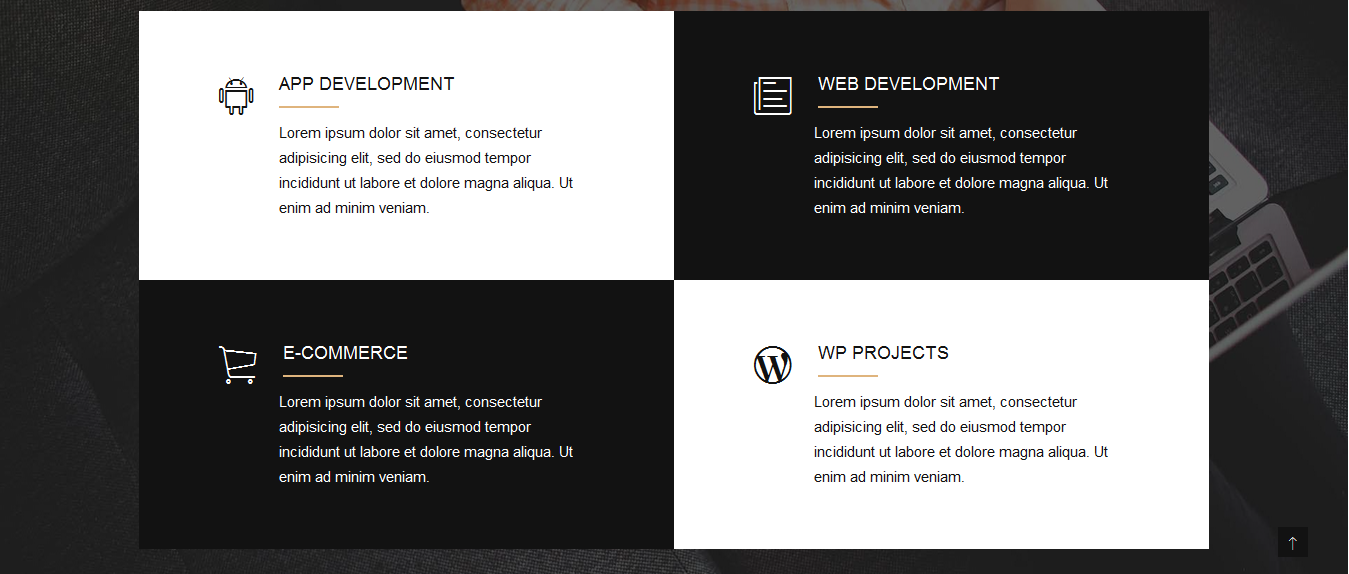 APP DEVELOPMENT
Lorem ipsum dolor sit amet, consectetur
adipisicing elit, sed do eiusmod tempor
incididunt ut labore et dolore magna aliqua. Ut
enim ad minim veniam.
WEB DEVELOPMENT
Lorem ipsum dolor sit amet, consectetur
adipisicing elit, sed do eiusmod tempor
incididunt ut labore et dolore magna aliqua. Ut
enim ad minim veniam.
E-COMMERCE
Lorem ipsum dolor sit amet, consectetur
adipisicing elit, sed do eiusmod tempor
incididunt ut labore et dolore magna aliqua. Ut
enim ad minim veniam.
WP PROJECTS
Lorem ipsum dolor sit amet, consectetur
adipisicing elit, sed do eiusmod tempor
incididunt ut labore et dolore magna aliqua. Ut
enim ad minim veniam.